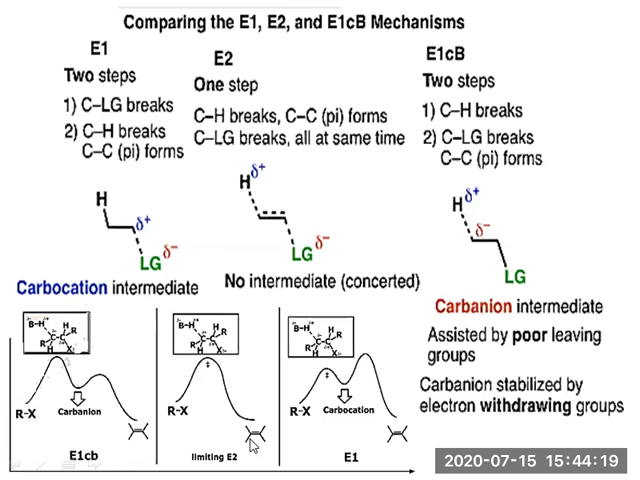 Comparing the E1, E2, and E1cB Mechanisms
E1
Two steps
1) C–LG breaks
2) C–H breaks
C–C (pi) forms
H
δ+
δ−
LG
Carbocation intermediate
E2
One step
C–H breaks, C–C (pi) forms
C–LG breaks, all at same time
H
δ+
δ−
LG
No intermediate (concerted)
E1cB
Two steps
1) C–H breaks
2) C–LG breaks
C–C (pi) forms
H
δ+
δ−
LG
Carbanion intermediate
Assisted by poor leaving
groups
Carbanion stabilized by
electron withdrawing groups
R-X
Carbanion
E1cb
R-X
‡
limiting E2
R-X
‡
Carbocation
E1
2020-07-15 15:44:19